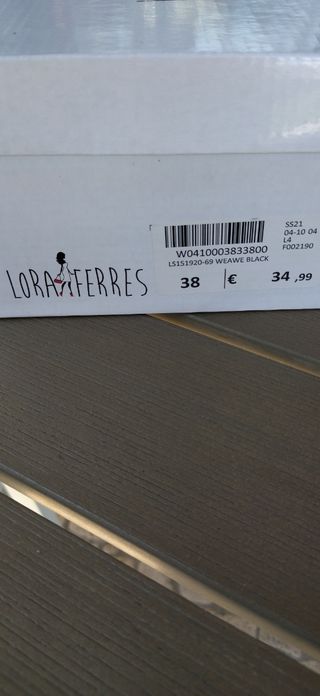 LORA FERRES
W0410003833800
LS151920-69 WEAWE BLACK
38 € 34 ,99
SS21
04-10 04
L4
F002190